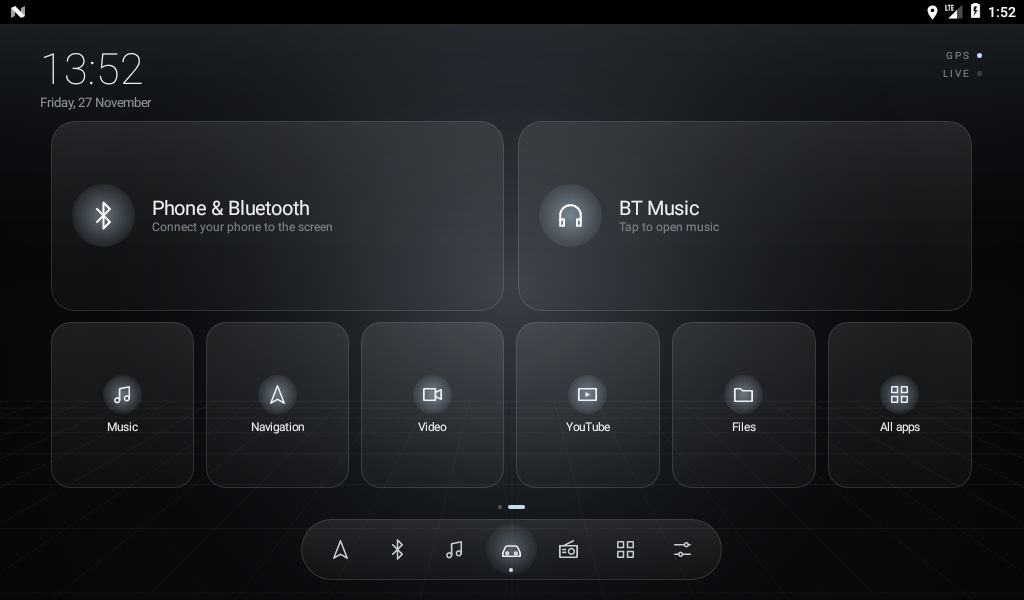 LTE
1:52
13:52
Friday, 27 November
GPS
LIVE
Phone & Bluetooth
Connect your phone to the screen
BT Music
Tap to open music
Music
Navigation
Video
YouTube
Files
All apps